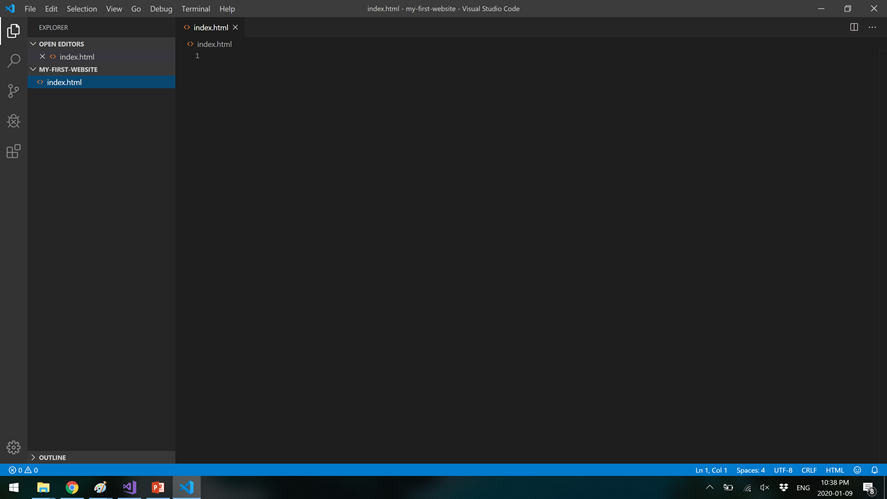 File Edit Selection View Go Debug Terminal Help
index.html - my-first-website - Visual Studio Code
EXPLORER
OPEN EDITORS
index.html
MY-FIRST-WEBSITE
index.html
OUTLINE
index.html
index.html
1
0 0
Ln 1, Col 1 Spaces: 4 UTF-8 CRLF HTML
ENG
10:38 PM
2020-01-09
8